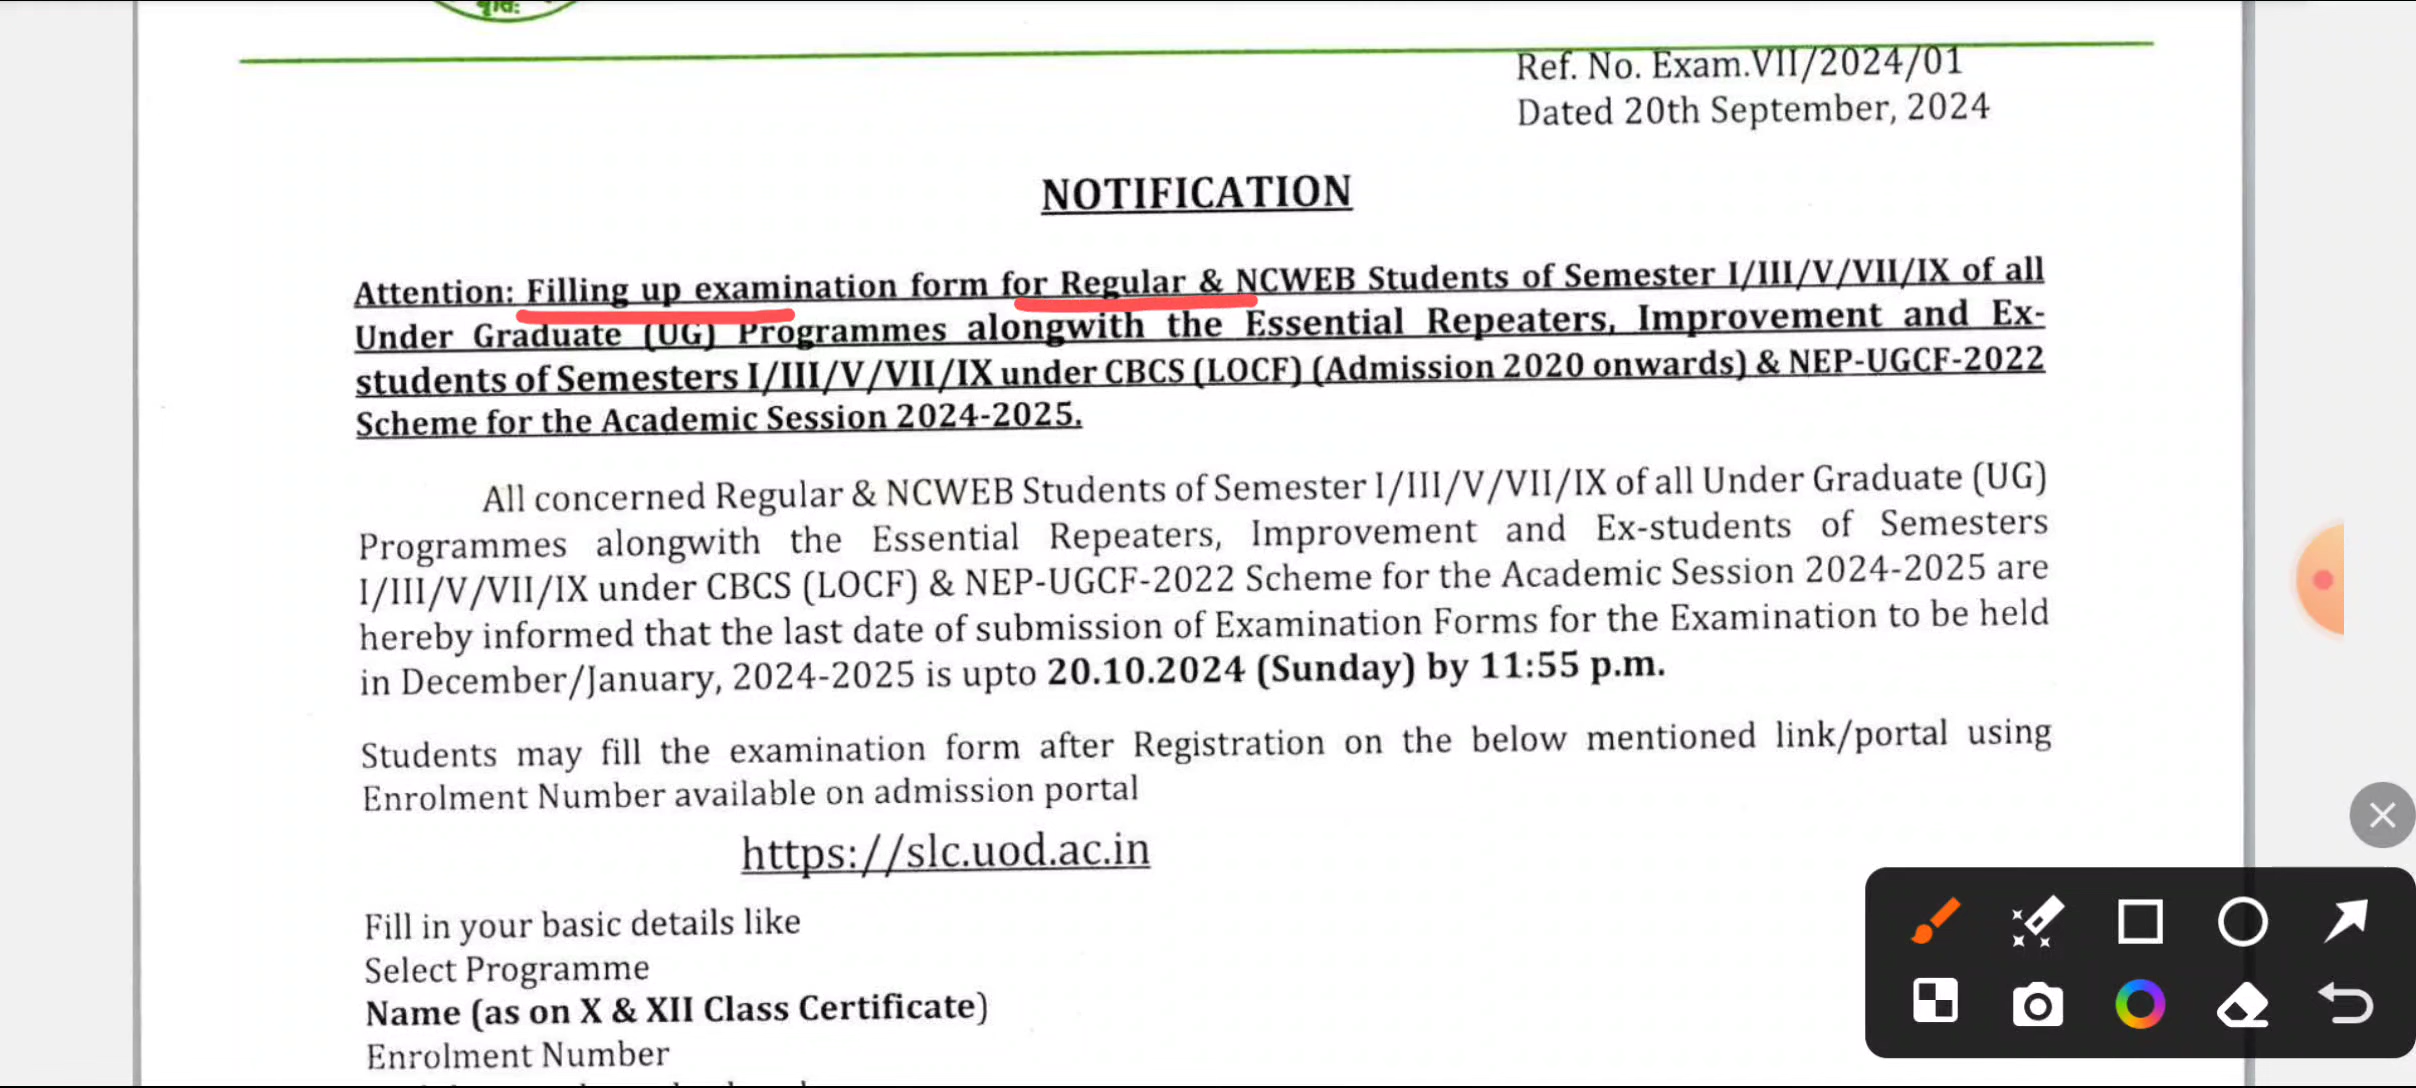 Ref. No. Exam.VII/2024/01
Dated 20th September, 2024
NOTIFICATION
Attention: Filling up examination form for Regular & NCWEB Students of Semester I/III/V/VII/IX of all
Under Graduate (UG) Programmes alongwith the Essential Repeaters, Improvement and Ex-
students of Semesters I/III/V/VII/IX under CBCS (LOCF) (Admission 2020 onwards) & NEP-UGCF-2022
Scheme for the Academic Session 2024-2025.
All concerned Regular & NCWEB Students of Semester I/III/V/VII/IX of all Under Graduate (UG)
Programmes alongwith the Essential Repeaters, Improvement and Ex-students of Semesters
I/III/V/VII/IX under CBCS (LOCF) & NEP-UGCF-2022 Scheme for the Academic Session 2024-2025 are
hereby informed that the last date of submission of Examination Forms for the Examination to be held
in December/January, 2024-2025 is upto 20.10.2024 (Sunday) by 11:55 p.m.
Students may fill the examination form after Registration on the below mentioned link/portal using
Enrolment Number available on admission portal
https://slc.uod.ac.in
Fill in your basic details like
Select Programme
Name (as on X & XII Class Certificate)
Enrolment Number